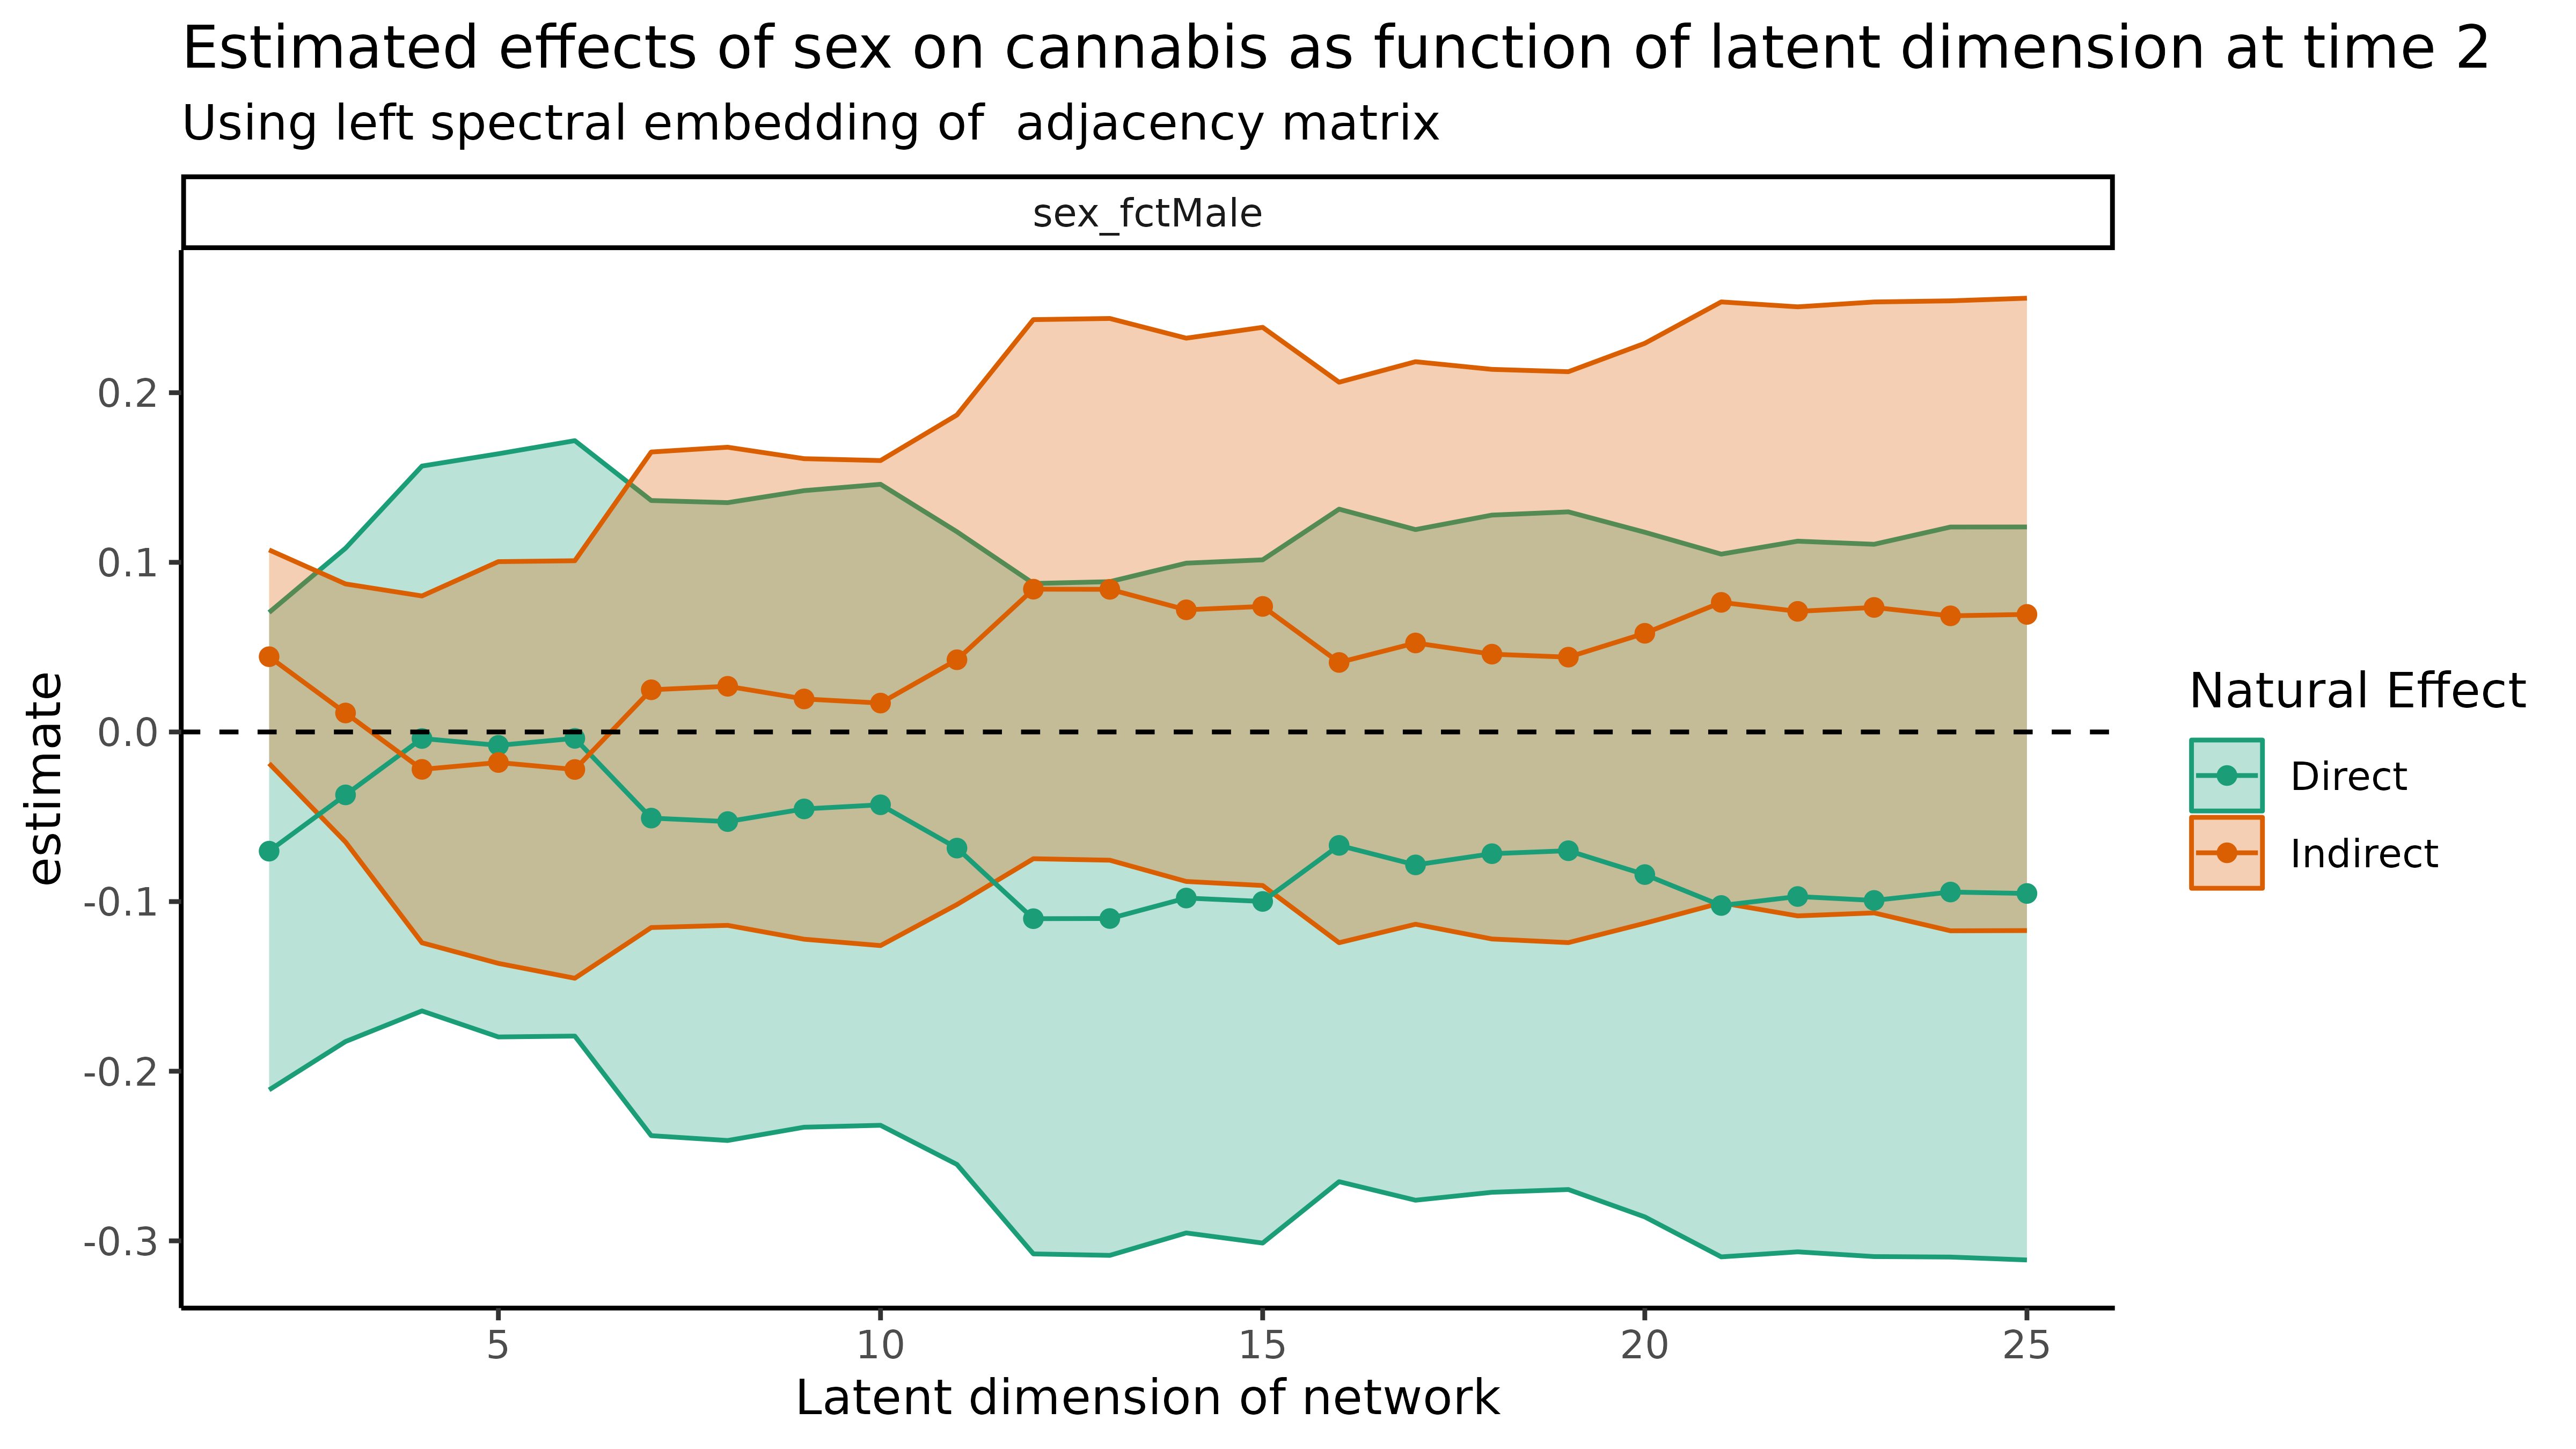 Estimated effects of sex on cannabis as function of latent dimension at time 2
Using left spectral embedding of  adjacency matrix
sex_fctMale
0.2
0.1
0.0
-0.1
-0.2
-0.3
estimate
5 10 15 20 25
Latent dimension of network
Natural Effect
Direct
Indirect